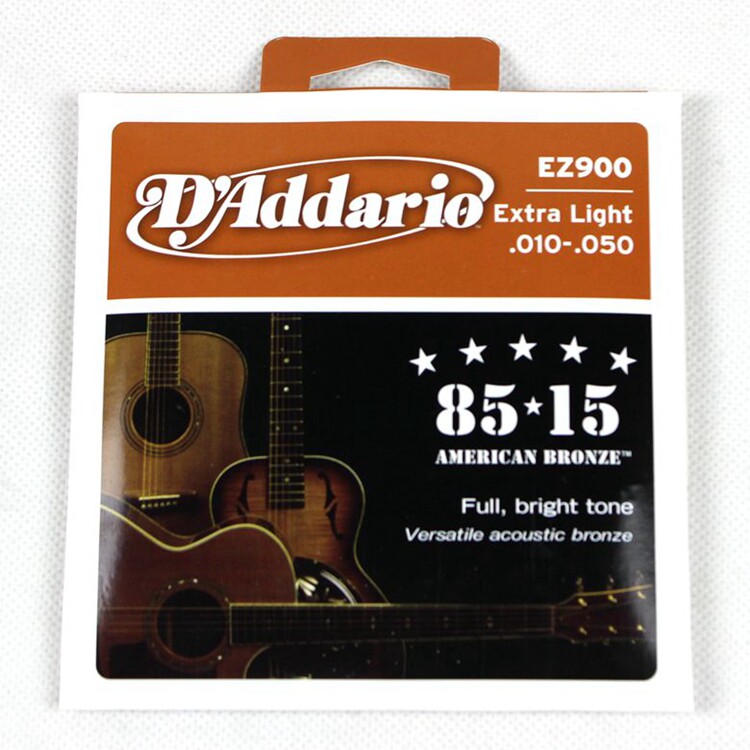 D'Addario
EZ900
Extra Light
.010-.050
85★15
AMERICAN BRONZE™
Full, bright tone
Versatile acoustic bronze